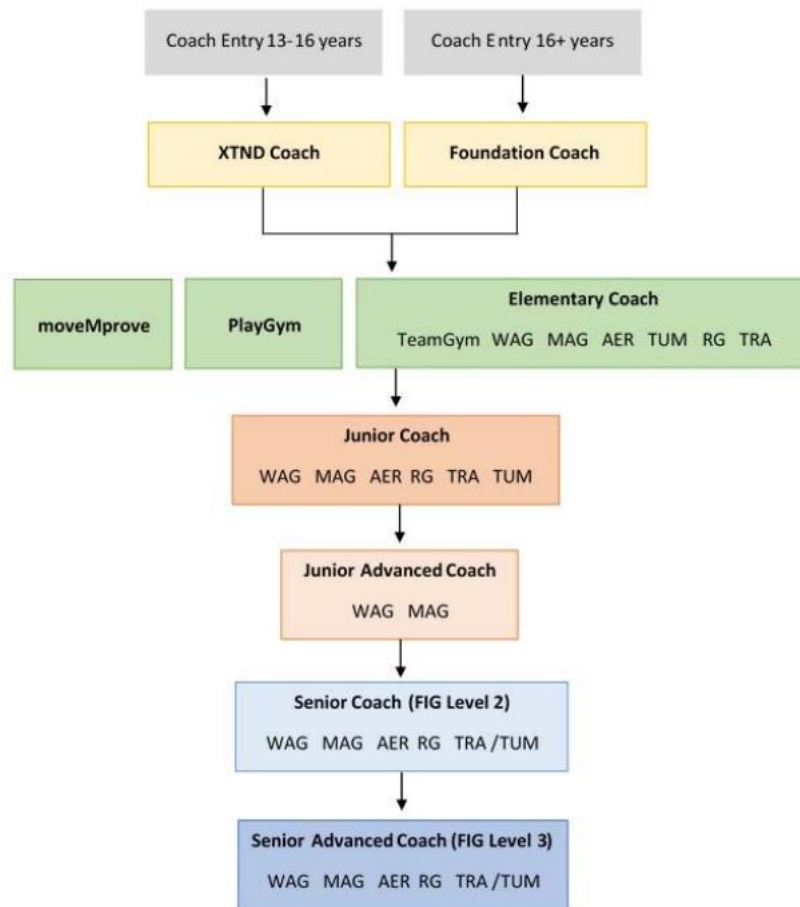 Coach Entry 13-16 years
Coach Entry 16+ years
XTND Coach
Foundation Coach
moveMprove
PlayGym
Elementary Coach
TeamGym WAG MAG AER TUM RG TRA
Junior Coach
WAG MAG AER RG TRA TUM
Junior Advanced Coach
WAG MAG
Senior Coach (FIG Level 2)
WAG MAG AER RG TRA /TUM
Senior Advanced Coach (FIG Level 3)
WAG MAG AER RG TRA /TUM